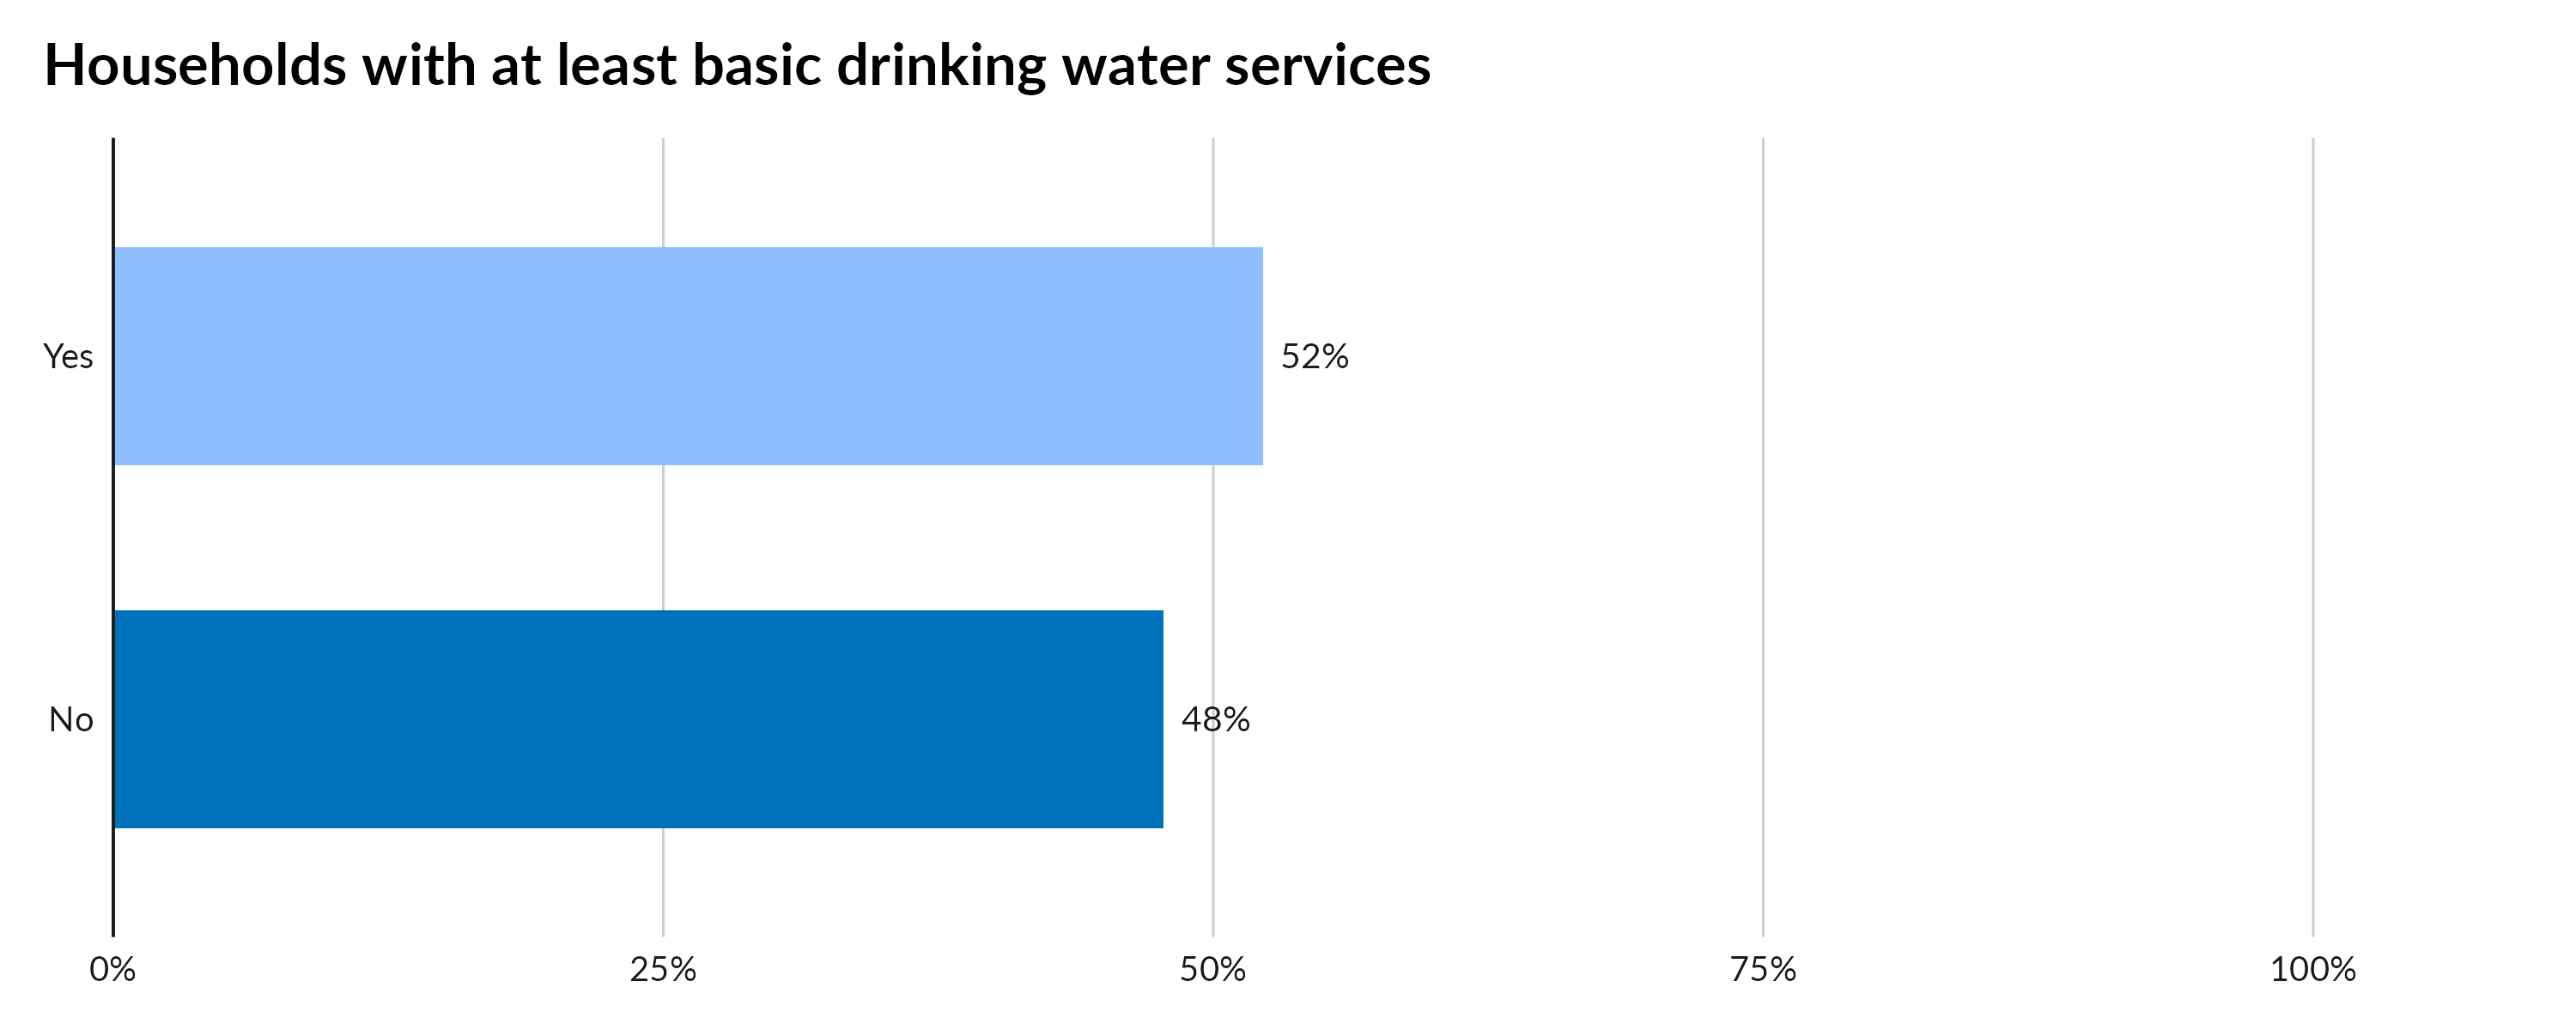 Households with at least basic drinking water services
Yes
52%
No
48%
0%
25%
50%
75%
100%